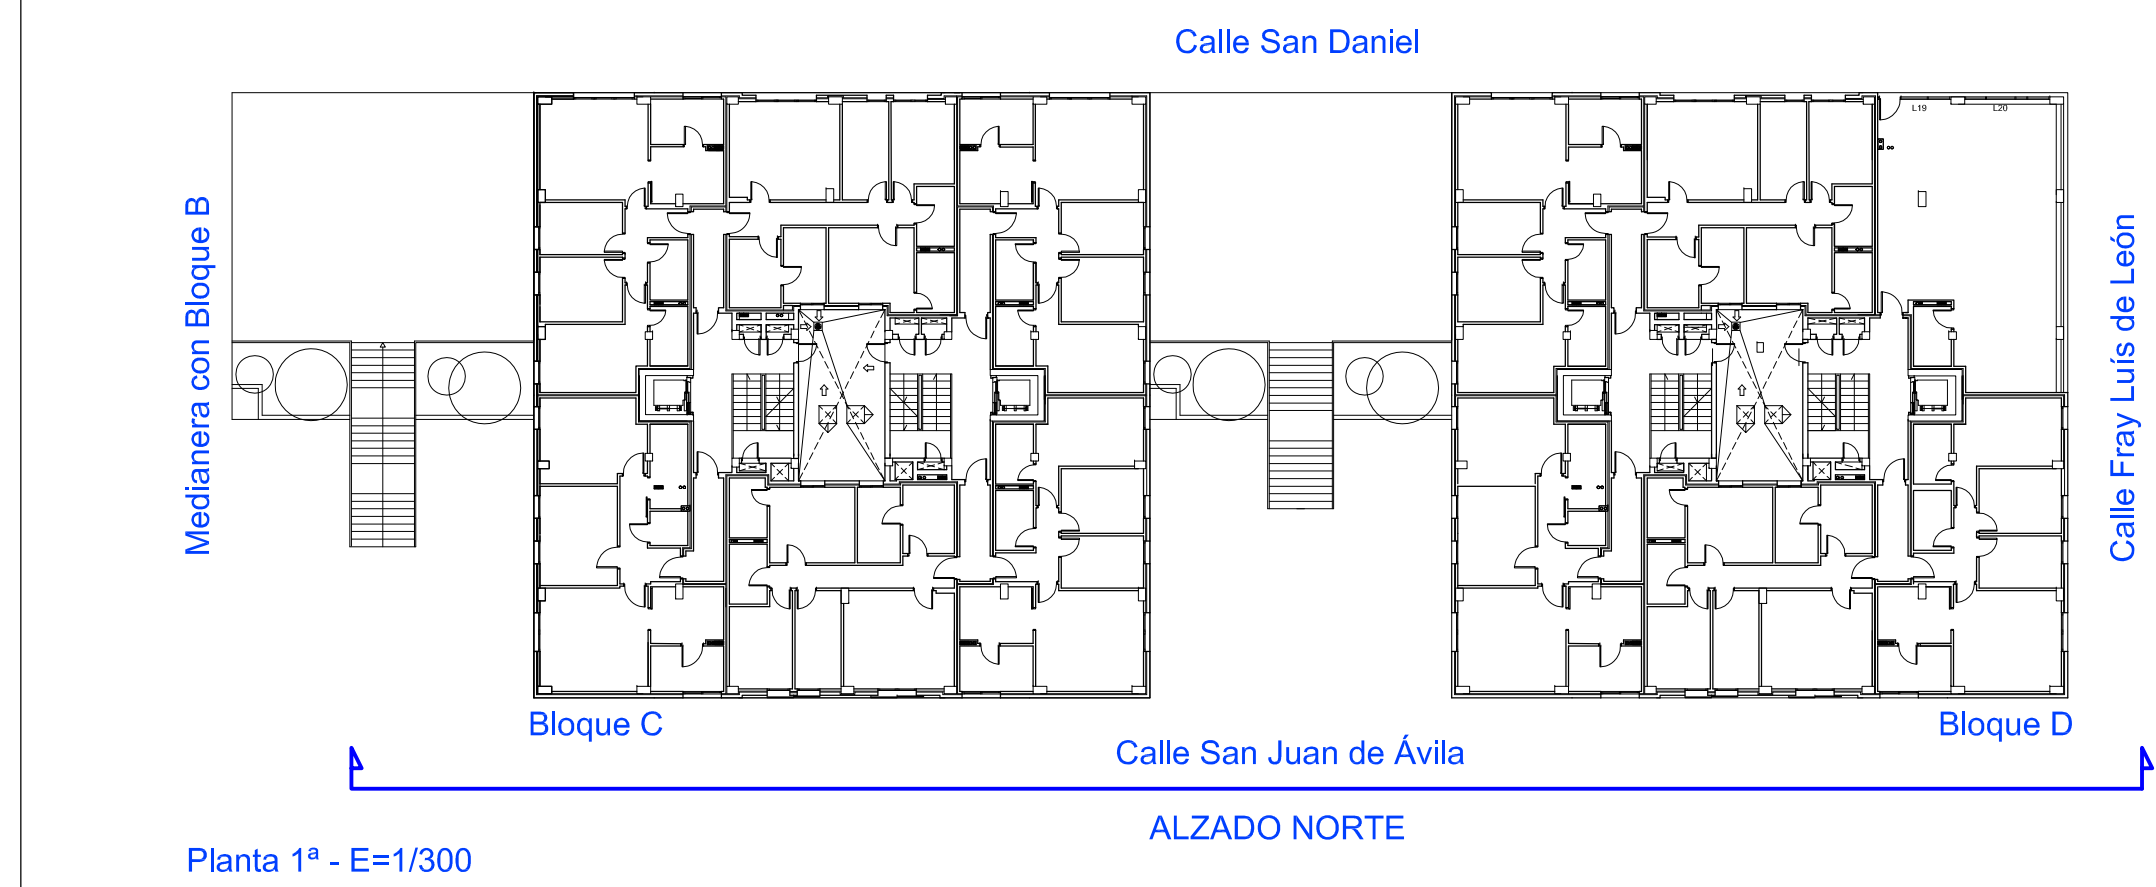 Calle San Daniel
L19
L20
Medianera con Bloque B
Calle Fray Luís de León
Bloque C
Bloque D
Calle San Juan de Ávila
ALZADO NORTE
Planta 1ª - E=1/300